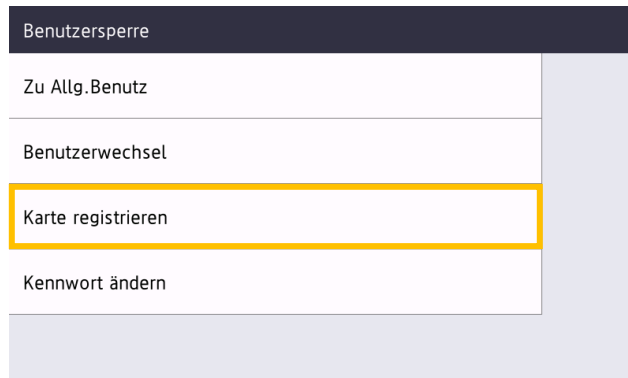 Benutzersperre
Zu Allg.Benutz
Benutzerwechsel
Karte registrieren
Kennwort ändern